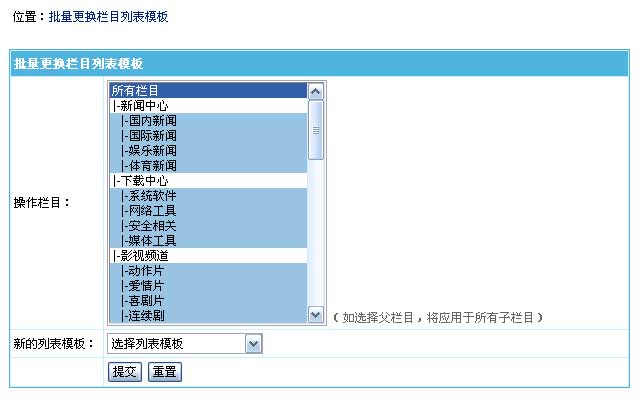 位置：批量更换栏目列表模板
批量更换栏目列表模板
操作栏目：
所有栏目
|-新闻中心
|-国内新闻
|-国际新闻
|-娱乐新闻
|-体育新闻
|-下载中心
|-系统软件
|-网络工具
|-安全相关
|-媒体工具
|-影视频道
|-动作片
|-爱情片
|-喜剧片
|-连续剧
（如选择父栏目，将应用于所有子栏目）
新的列表模板： 选择列表模板
提交 重置